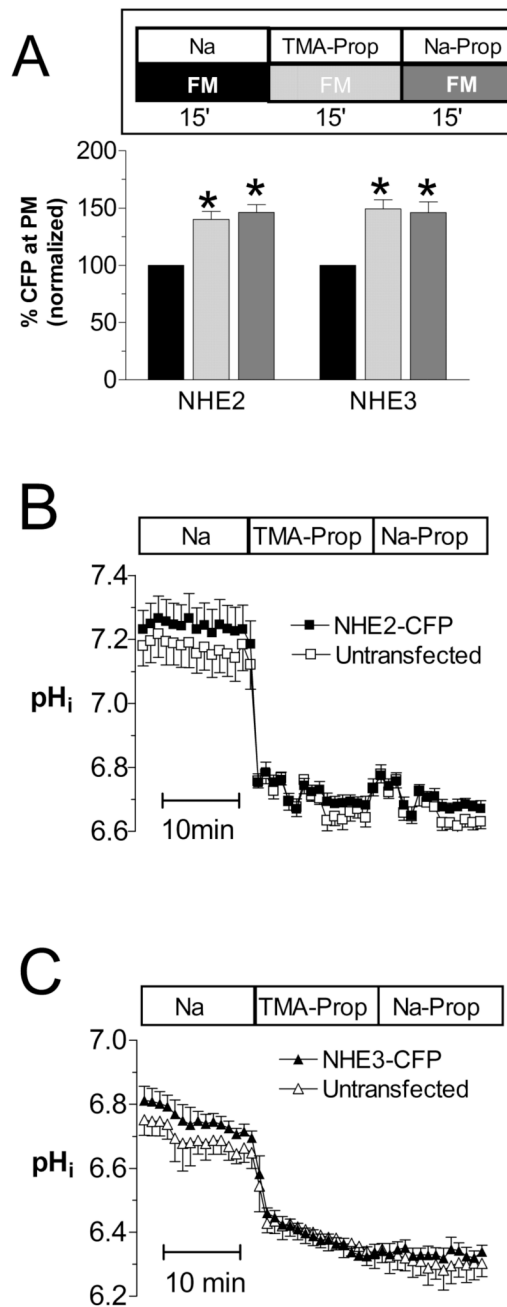 A
Na TMA-Prop Na-Prop
FM FM FM
15' 15' 15'
% CFP at PM
(normalized)
200
150
100
50
0
* * * *
NHE2 NHE3
B
Na TMA-Prop Na-Prop
7.4
7.2
7.0
6.8
6.6
pHi
NHE2-CFP
Untransfected
10min
C
Na TMA-Prop Na-Prop
7.0
6.8
6.6
6.4
6.2
pHi
NHE3-CFP
Untransfected
10 min